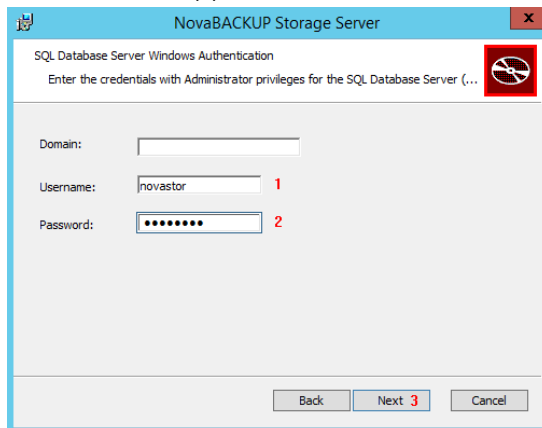 NovaBACKUP Storage Server
x
SQL Database Server Windows Authentication
Enter the credentials with Administrator privileges for the SQL Database Server (...
Domain:
Username: novastor 1
Password: •••••••• 2
Back Next 3 Cancel